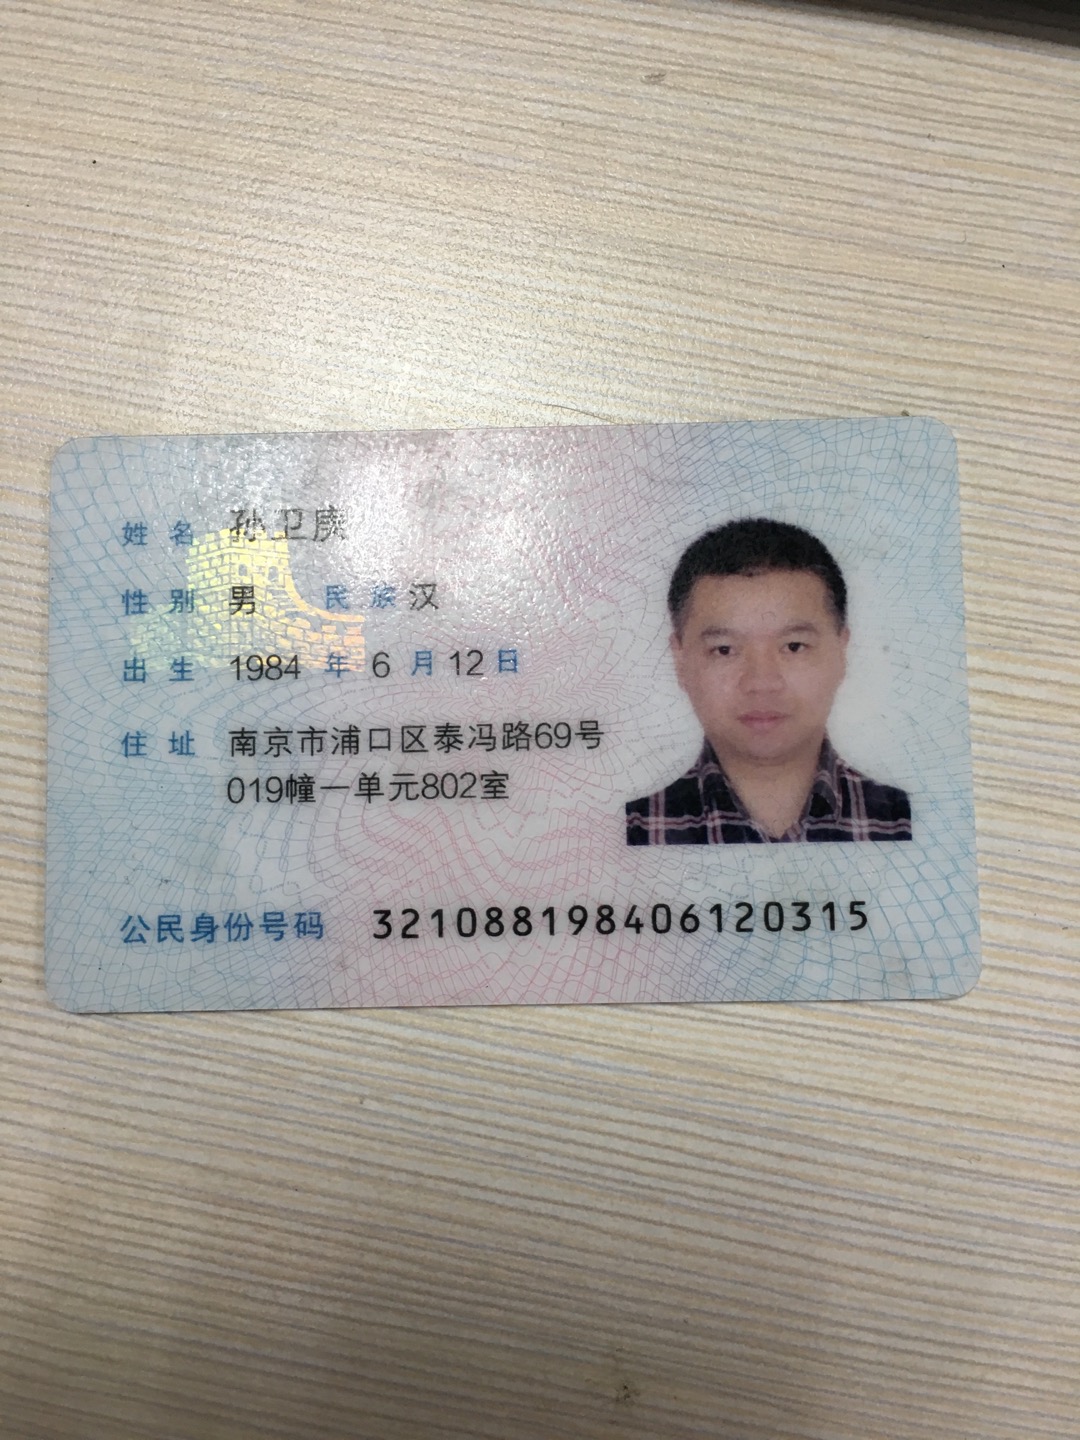 姓名 孙卫庚
性别 男 民族 汉
出生 1984 年 6 月 12 日
住址 南京市浦口区泰冯路69号
019幢一单元802室
公民身份号码 321088198406120315